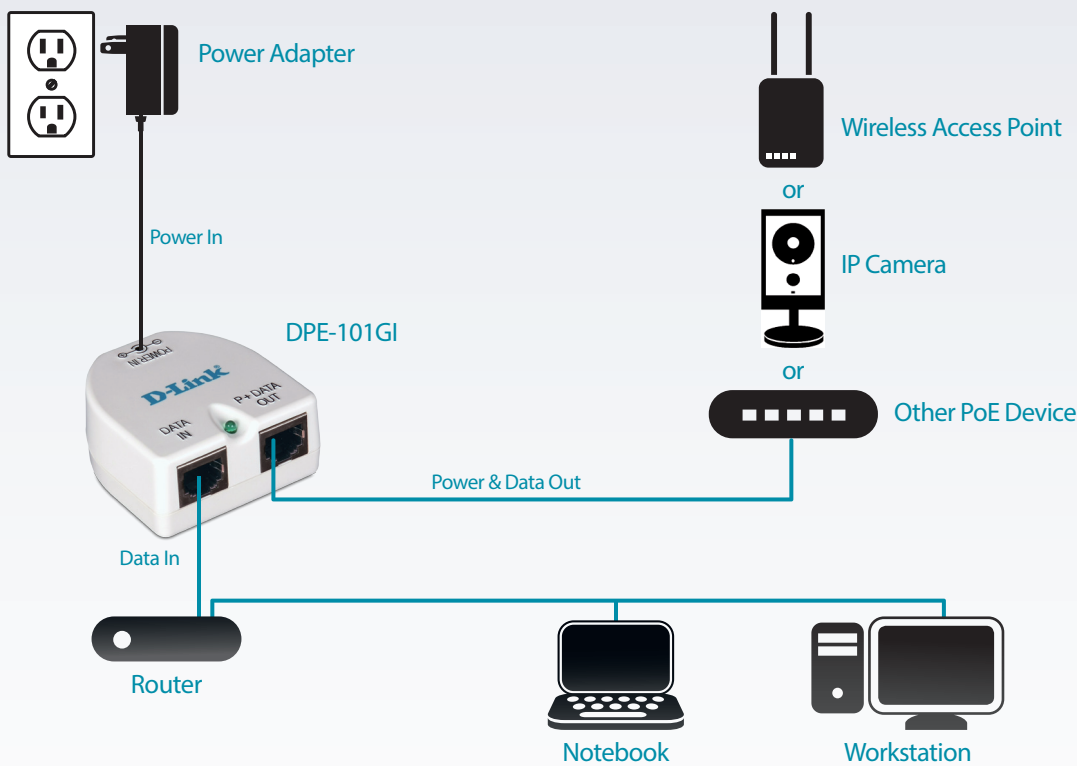 Power Adapter
Wireless Access Point
or
Power In
IP Camera
DPE-101GI
POWER IN
D-Link
or
P+DATA
OUT
DATA
IN
Other PoE Device
Power & Data Out
Data In
Router
Notebook
Workstation